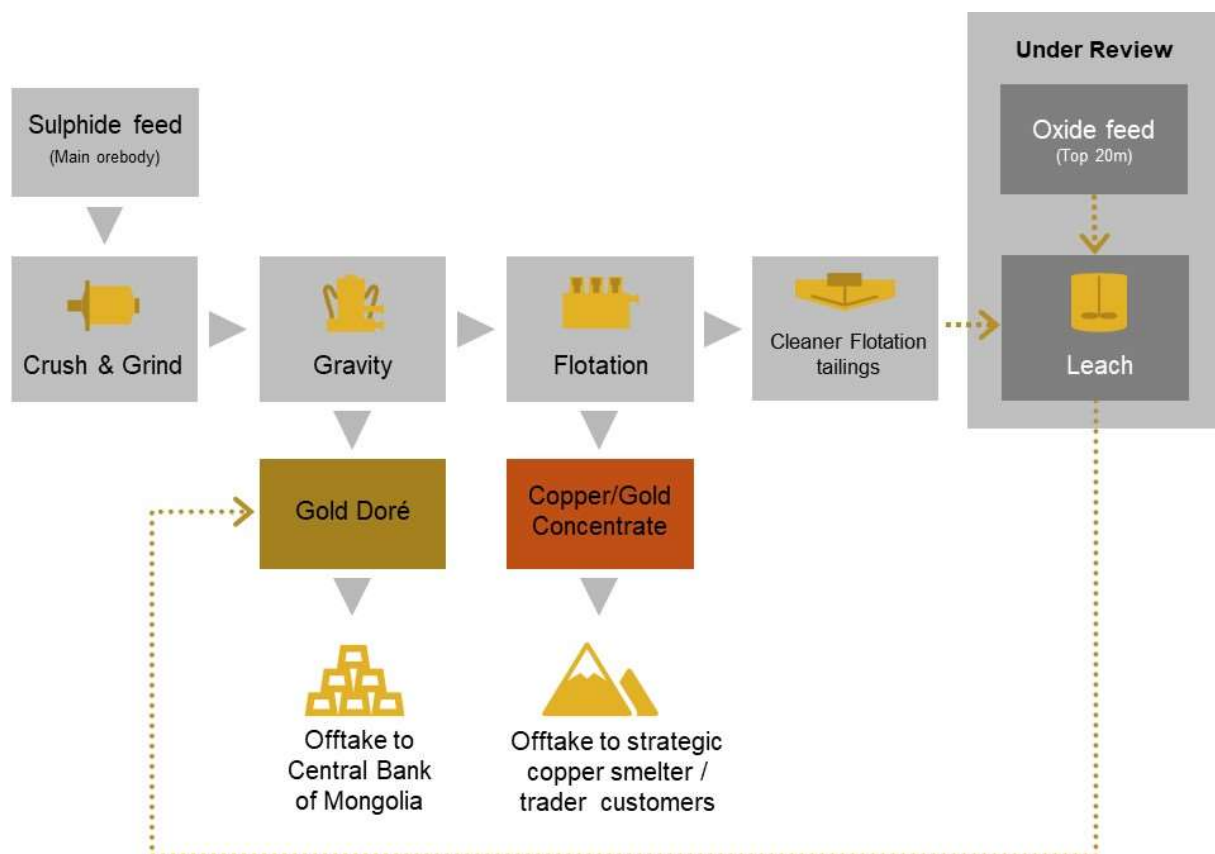 Under Review
Sulphide feed
(Main orebody)
Oxide feed
(Top 20m)
Crush & Grind
Gravity
Flotation
Cleaner Flotation
tailings
Leach
Gold Doré
Copper/Gold
Concentrate
Offtake to
Central Bank
of Mongolia
Offtake to strategic
copper smelter /
trader customers